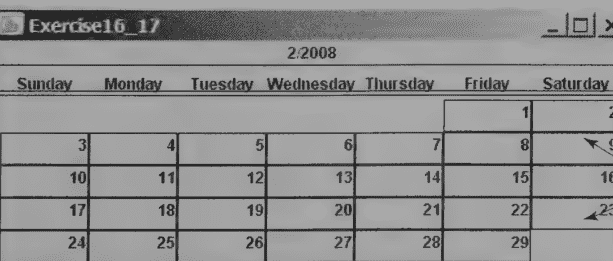 Exercise16_17
2/2008
Sunday Monday Tuesday Wednesday Thursday Friday Saturday
1 2
3 4 5 6 7 8 9
10 11 12 13 14 15 16
17 18 19 20 21 22 23
24 25 26 27 28 29